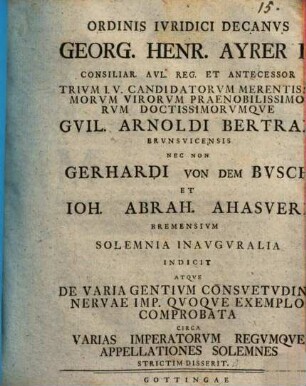 15.
ORDINIS IVRIDICI DECANVS
GEORG. HENR. AYRER
CONSILIAR. AVL. REG. ET ANTECESSOR
TRIVM I.V. CANDIDATORVM MERENTIS
MORVM VIRORVM PRAENOBILISSIMO
RVM DOCTISSIMORVMQVE
GVIL. ARNOLDI BERTRA
BRVNSVICENSIS
NEC NON
GERHARDI VON DEM BVSCH
ET
IOH. ABRAH. AHASVER
BREMENSIVM
SOLEMNIA INAVGVRALIA
INDICIT
ATQVE
DE VARIA GENTIVM CONSVETVDIN
NERVAE IMP. QVOQVE EXEMPLO
COMPROBATA
CIRCA
VARIAS IMPERATORVM REGVMQVE
APPELLATIONES SOLEMNES
STRICTIM DISSERIT.
GOTTINGAE